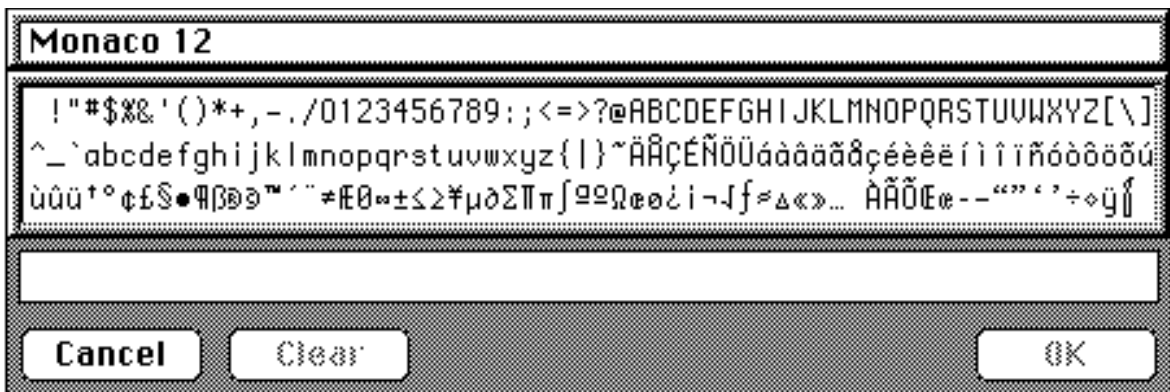 Monaco 12
!"#$%&'()*+,-./0123456789:;<=>?@ABCDEFGHIJKLMNOPQRSTUVWXYZ[\]
^_`abcdefghijklmnopqrstuvwxyz{|}~ÄÅÇÉÑÖÜáàâäãåçéèêëíìîïñóòôöõú
ùûü†°¢£§•¶ß®©™´¨≠ÆØ∞±≤≥¥µ∂∑∏π∫ªºΩæø¿¡¬√ƒ≈∆«»… ÀÃÕŒœ–—“”‘’÷◊ÿ
Cancel
Clear
OK